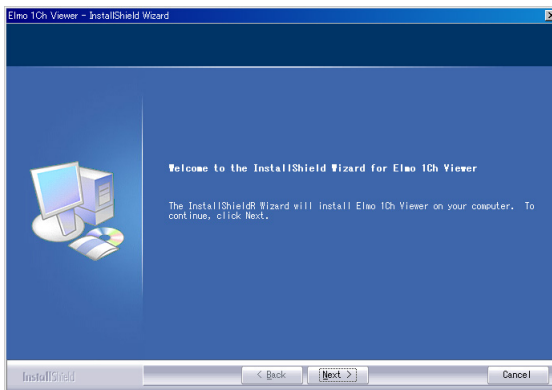 Elmo 1Ch Viewer - InstallShield Wizard
Welcome to the InstallShield Wizard for Elmo 1Ch Viewer
The InstallShieldR Wizard will install Elmo 1Ch Viewer on your computer. To
continue, click Next.
InstallShield
< Back
Next >
Cancel